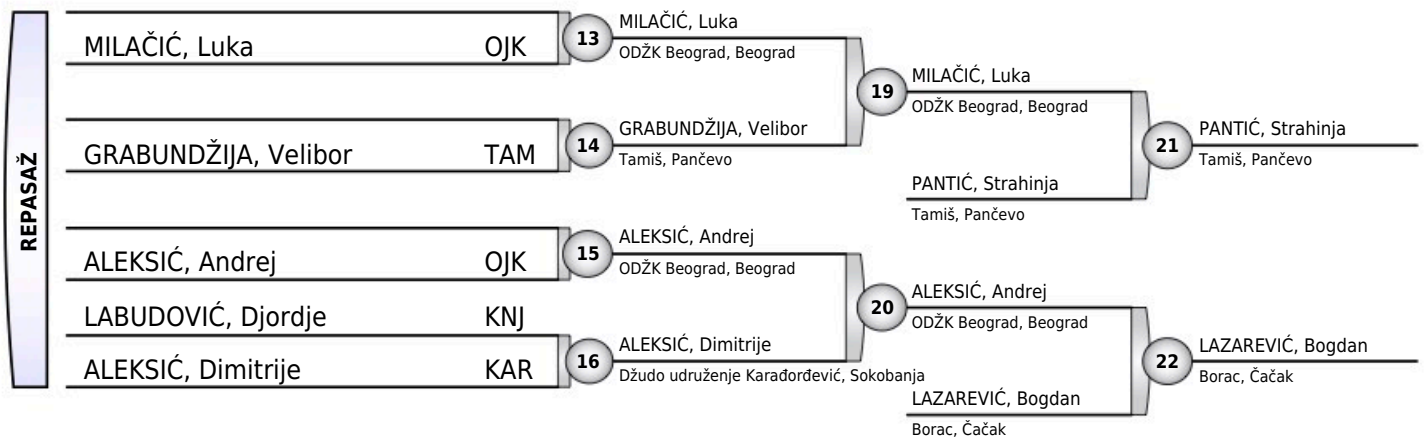 REPASAŽ
MILAČIĆ, Luka OJK
GRABUNDŽIJA, Velibor TAM
ALEKSIĆ, Andrej OJK
LABUDOVIĆ, Djordje KNJ
ALEKSIĆ, Dimitrije KAR
13
MILAČIĆ, Luka
ODŽK Beograd, Beograd
14
GRABUNDŽIJA, Velibor
Tamiš, Pančevo
15
ALEKSIĆ, Andrej
ODŽK Beograd, Beograd
16
ALEKSIĆ, Dimitrije
Džudo udruženje Karađorđević, Sokobanja
19
MILAČIĆ, Luka
ODŽK Beograd, Beograd
PANTIĆ, Strahinja
Tamiš, Pančevo
20
ALEKSIĆ, Andrej
ODŽK Beograd, Beograd
LAZAREVIĆ, Bogdan
Borac, Čačak
21
PANTIĆ, Strahinja
Tamiš, Pančevo
22
LAZAREVIĆ, Bogdan
Borac, Čačak